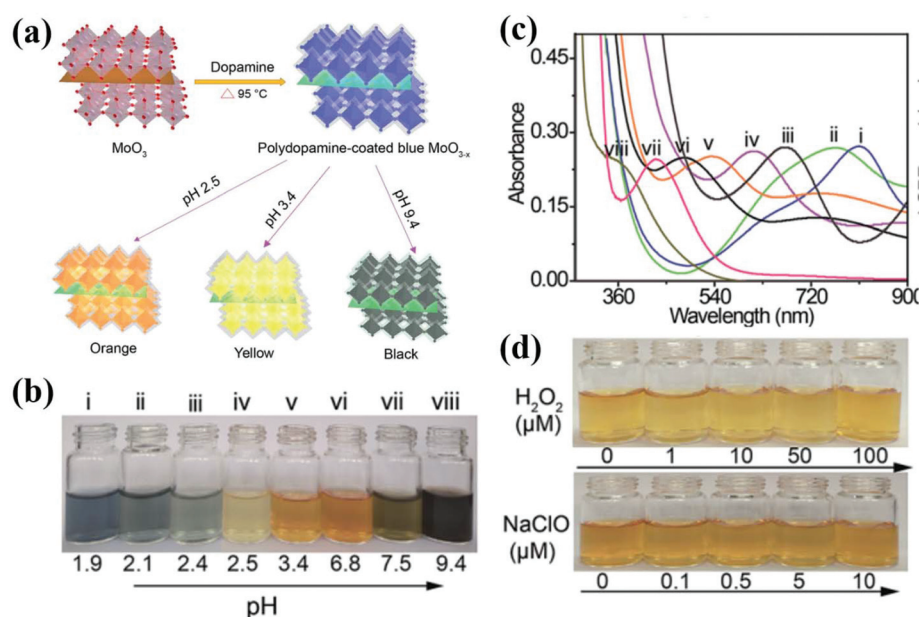 (a)
Dopamine
△ 95 °C
MoO₃
Polydopamine-coated blue MoO₃₋ₓ
pH 2.5
pH 3.4
pH 9.4
Orange
Yellow
Black
(b)
i ii iii iv v vi vii viii
1.9 2.1 2.4 2.5 3.4 6.8 7.5 9.4
pH
(c)
Absorbance
0.45
0.30
0.15
0.00
viii vii vi v iv iii ii i
360 540 720 900
Wavelength (nm)
(d)
H₂O₂
(µM)
0 1 10 50 100
NaClO
(µM)
0 0.1 0.5 5 10